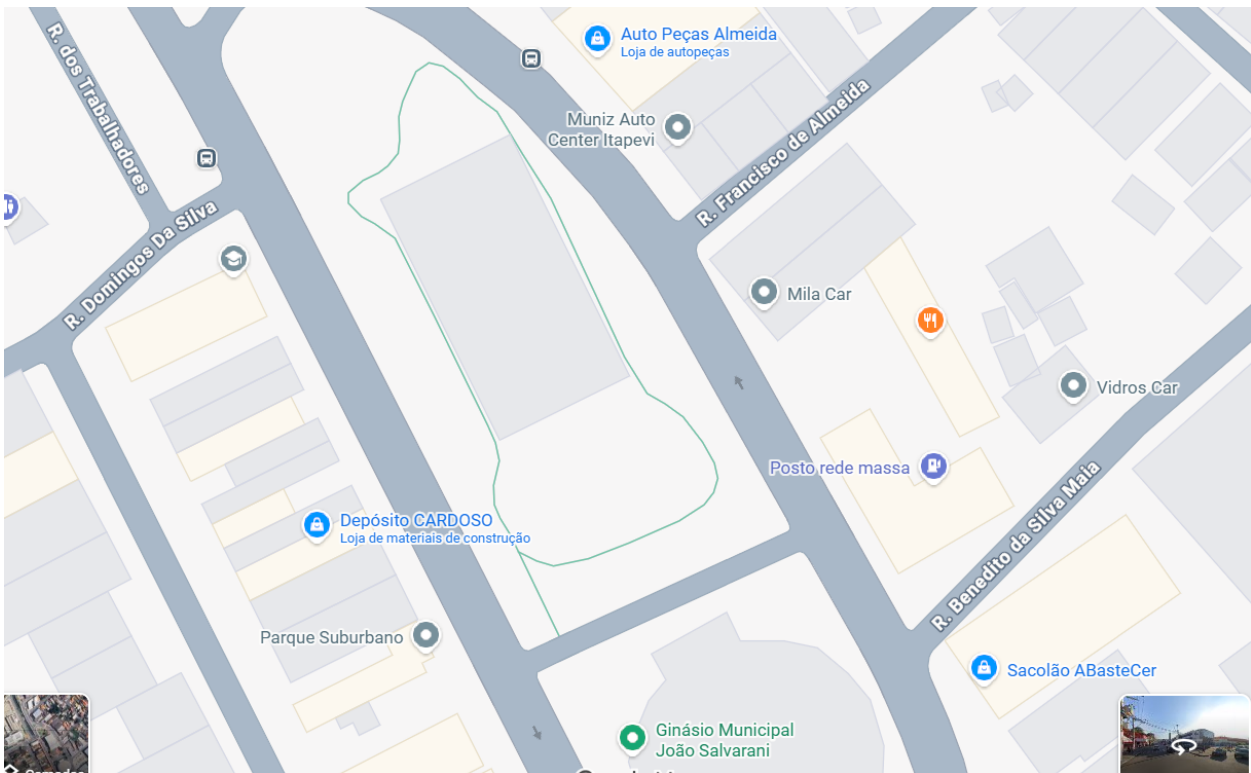 R. dos Trabalhadores
Auto Peças Almeida
Loja de autopeças
Muniz Auto
Center Itapevi
R. Francisco de Almeida
R. Domingos Da Silva
Mila Car
Vidros Car
Posto rede massa
Depósito CARDOSO
Loja de materiais de construção
R. Benedito da Silva Maia
Parque Suburbano
Sacolão ABasteCer
Ginásio Municipal
João Salvarani